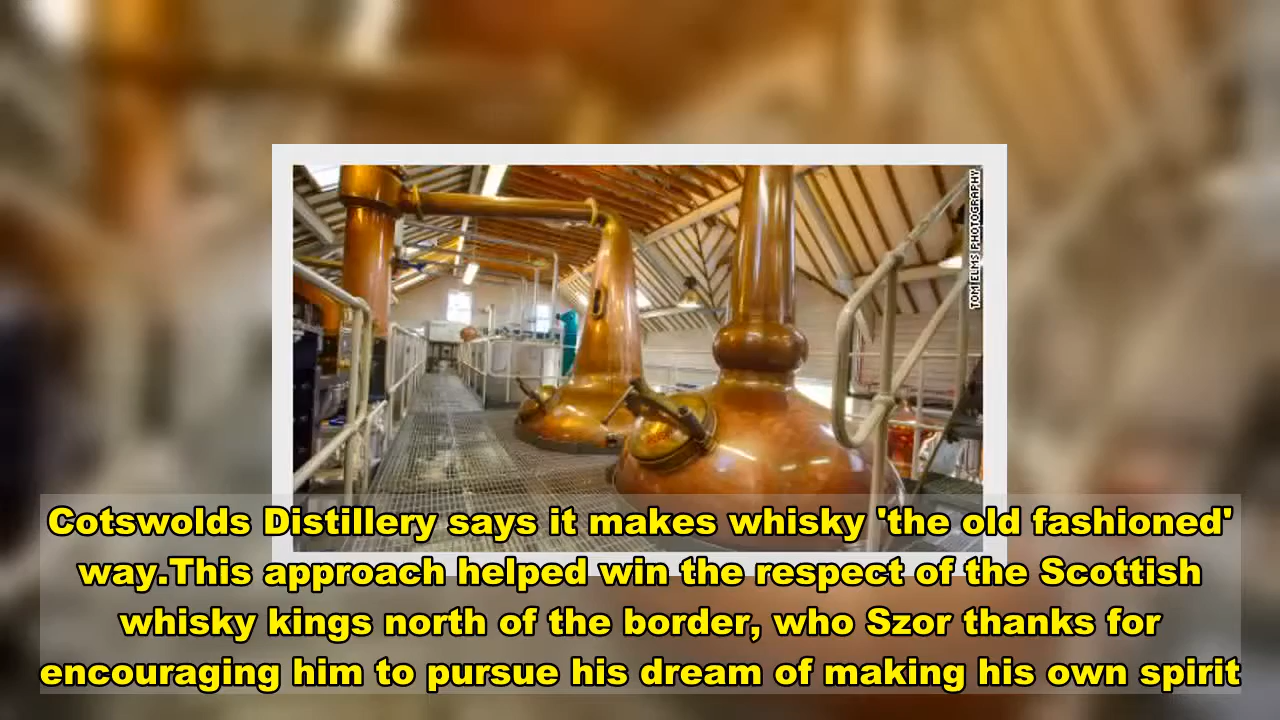 TOM ELMS PHOTOGRAPHY
Cotswolds Distillery says it makes whisky 'the old fashioned'
way.This approach helped win the respect of the Scottish
whisky kings north of the border, who Szor thanks for
encouraging him to pursue his dream of making his own spirit